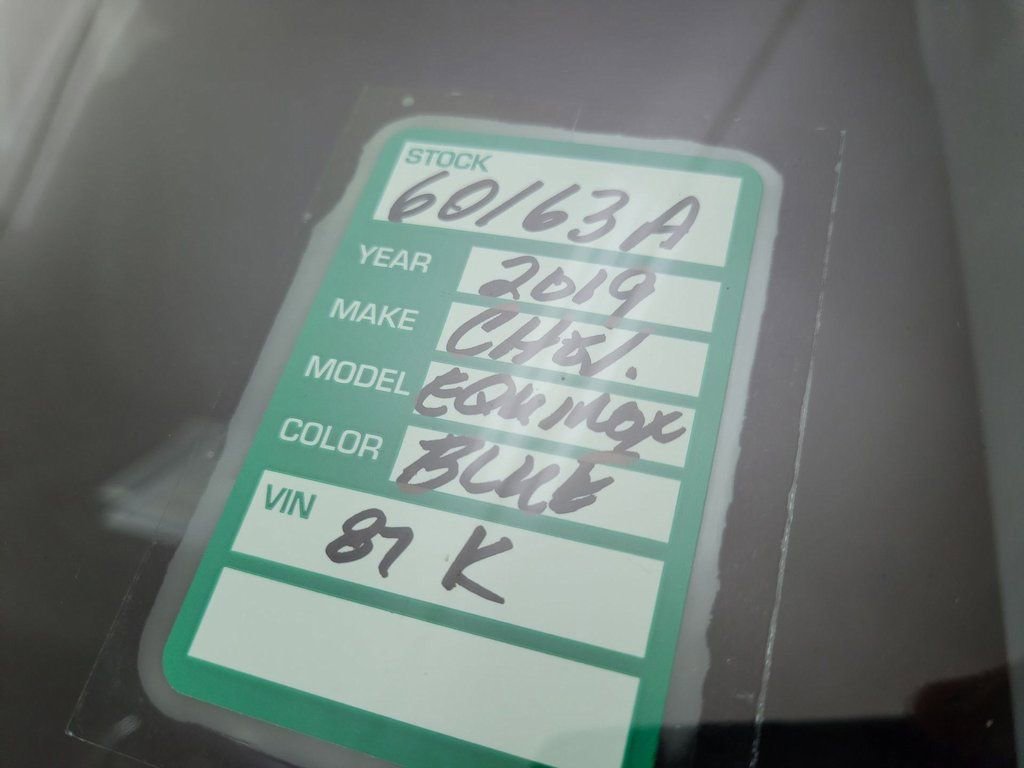 STOCK
60163A
YEAR 2019
MAKE CHEV.
MODEL EQUINOX
COLOR BLUE
VIN
87 K